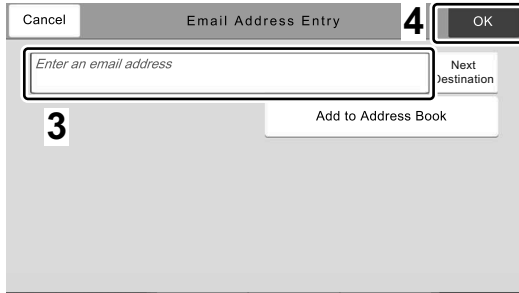 Cancel
Email Address Entry
4
OK
Enter an email address
Next
Destination
3
Add to Address Book